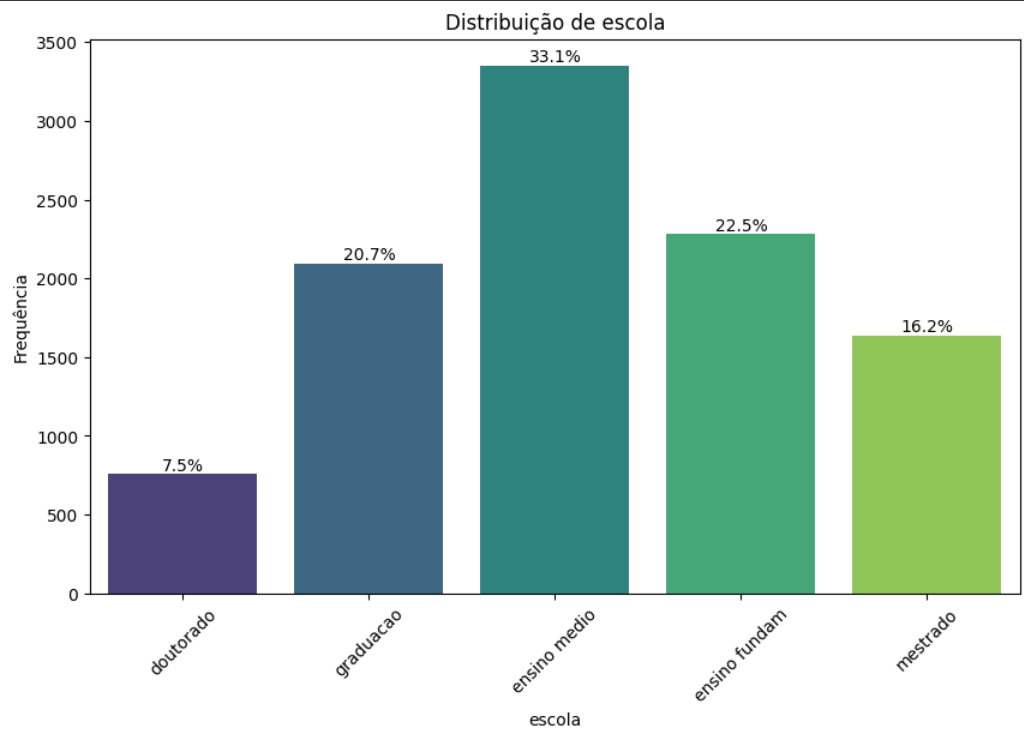 Distribuição de escola
3500
3000
2500
2000
1500
1000
500
0
Frequência
7.5%
20.7%
33.1%
22.5%
16.2%
doutorado
graduacao
ensino medio
ensino fundam
mestrado
escola